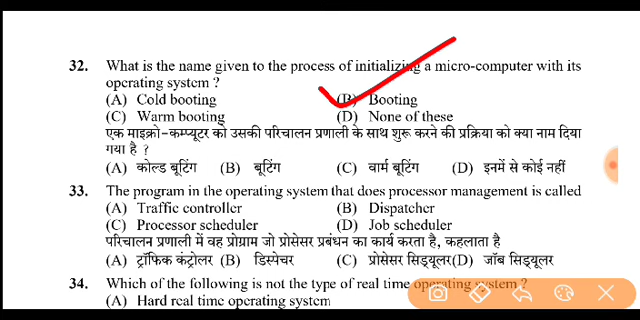 32. What is the name given to the process of initializing a micro-computer with its
operating system ?
(A) Cold booting (B) Booting
(C) Warm booting (D) None of these
एक माइक्रो-कम्प्यूटर को उसकी परिचालन प्रणाली के साथ शुरू करने की प्रक्रिया को क्या नाम दिया
गया है ?
(A) कोल्ड बूटिंग (B) बूटिंग (C) वार्म बूटिंग (D) इनमें से कोई नहीं
33. The program in the operating system that does processor management is called
(A) Traffic controller (B) Dispatcher
(C) Processor scheduler (D) Job scheduler
परिचालन प्रणाली में वह प्रोग्राम जो प्रोसेसर प्रबंधन का कार्य करता है, कहलाता है
(A) ट्रॉफिक कंट्रोलर (B) डिस्पेचर (C) प्रोसेसर सिड्यूलर(D) जॉब सिड्यूलर
34. Which of the following is not the type of real time operating system ?
(A) Hard real time operating system